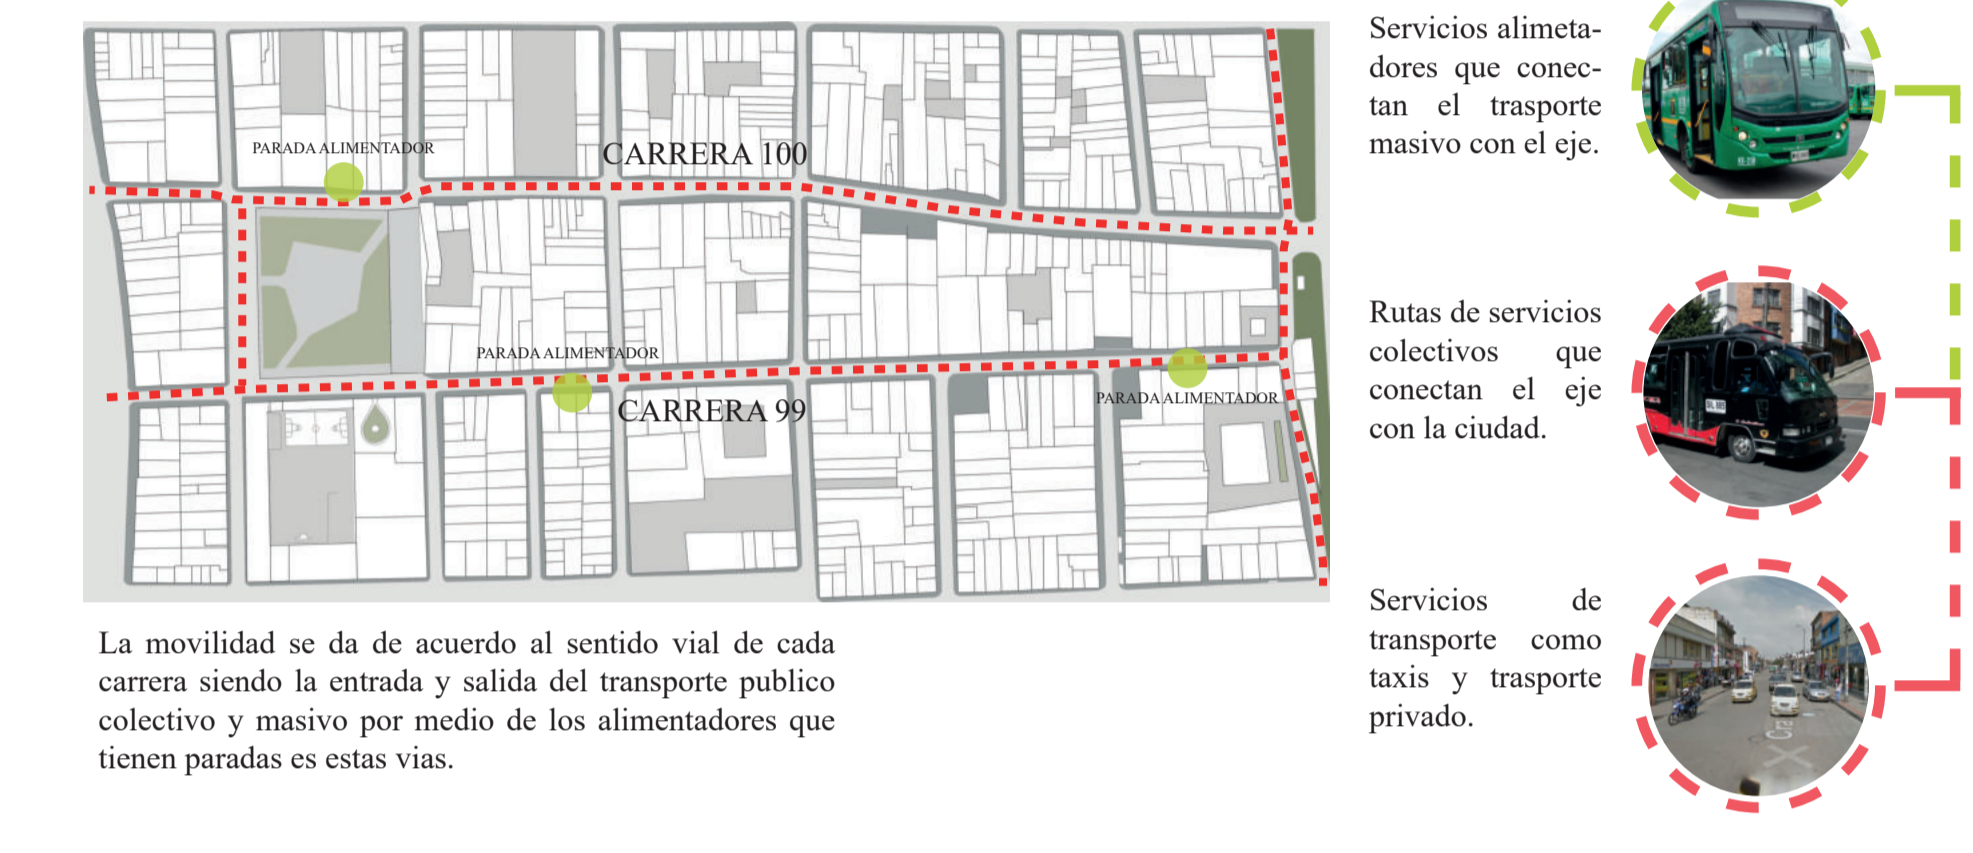 PARADA ALIMENTADOR
CARRERA 100
PARADA ALIMENTADOR
CARRERA 99
PARADA ALIMENTADOR
La movilidad se da de acuerdo al sentido vial de cada
carrera siendo la entrada y salida del transporte publico
colectivo y masivo por medio de los alimentadores que
tienen paradas es estas vias.
Servicios alimeta-
dores que conec-
tan el trasporte
masivo con el eje.
Rutas de servicios
colectivos que
conectan el eje
con la ciudad.
Servicios de
transporte como
taxis y trasporte
privado.